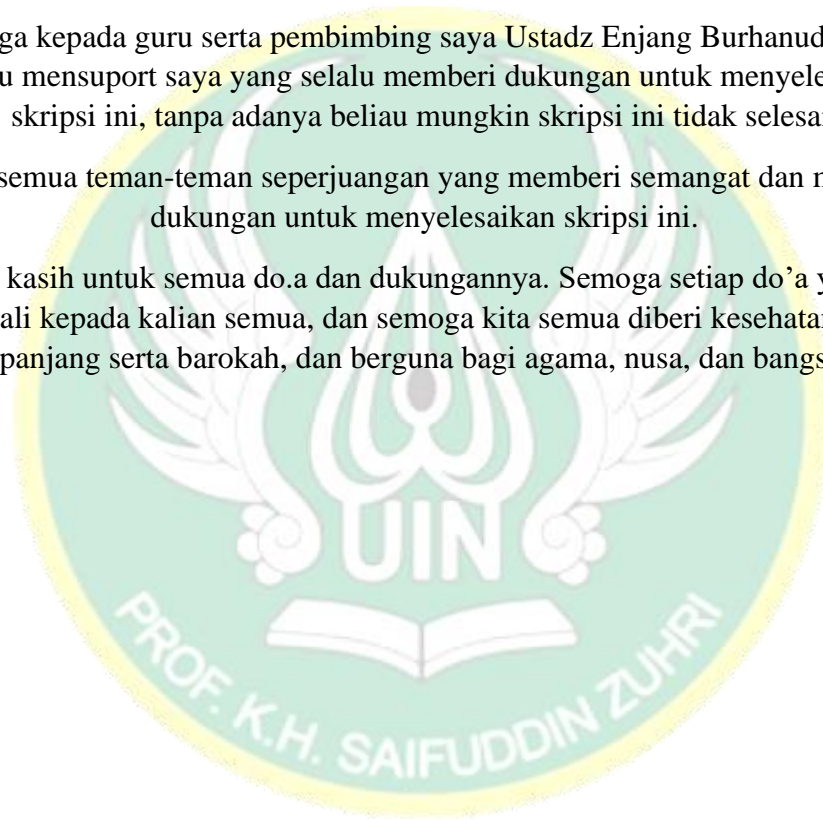 ga kepada guru serta pembimbing saya Ustadz Enjang Burhanud
u mensuport saya yang selalu memberi dukungan untuk menyele
skripsi ini, tanpa adanya beliau mungkin skripsi ini tidak selesa
semua teman-teman seperjuangan yang memberi semangat dan m
dukungan untuk menyelesaikan skripsi ini.
kasih untuk semua do.a dan dukungannya. Semoga setiap do’a y
ali kepada kalian semua, dan semoga kita semua diberi kesehatan
panjang serta barokah, dan berguna bagi agama, nusa, dan bangs
UIN
PROF. K.H. SAIFUDDIN ZUHRI